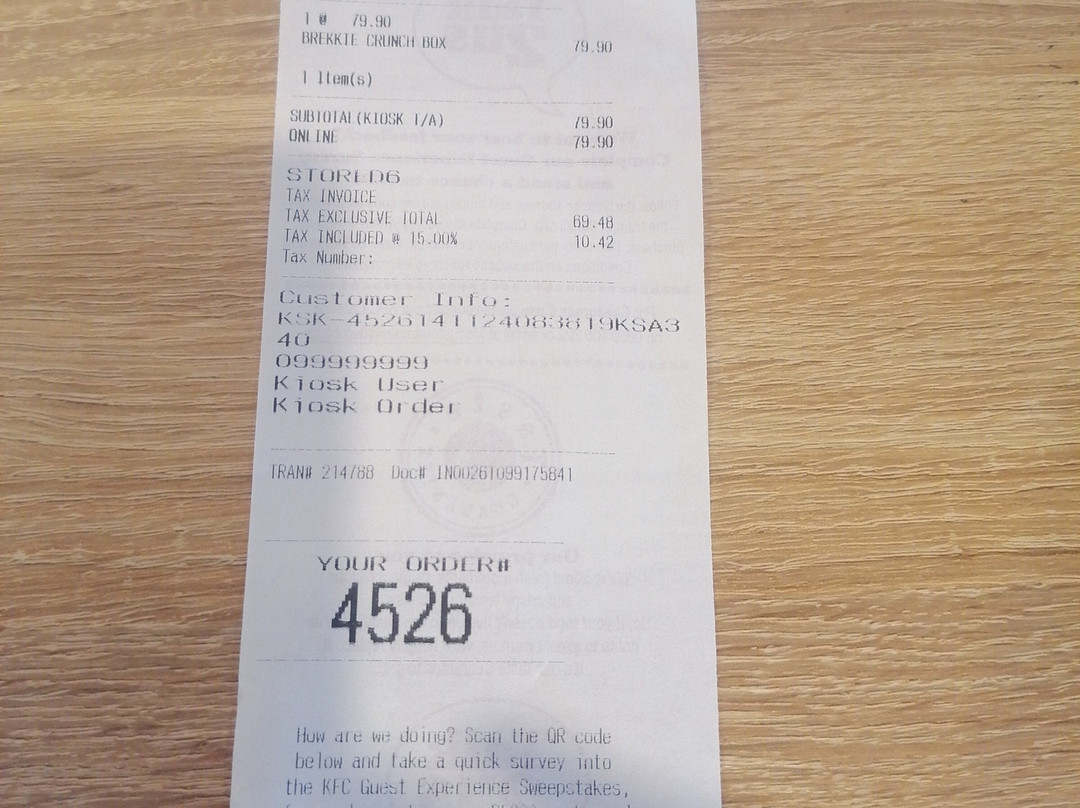 1 @ 79.90
BREKKIE CRUNCH BOX 79.90
1 Item(s)
SUBTOTAL(KIOSK T/A) 79.90
ONLINE 79.90
STORED6
TAX INVOICE
TAX EXCLUSIVE TOTAL 69.48
TAX INCLUDED @ 15.00% 10.42
Tax Number:
Customer Info:
KSK-4526141124083819KSA3
40
099999999
Kiosk User
Kiosk Order
TRAN# 214788 Doc# IN00261099175841
YOUR ORDER#
4526
How are we doing? Scan the QR code
below and take a quick survey into
the KFC Guest Experience Sweepstakes,